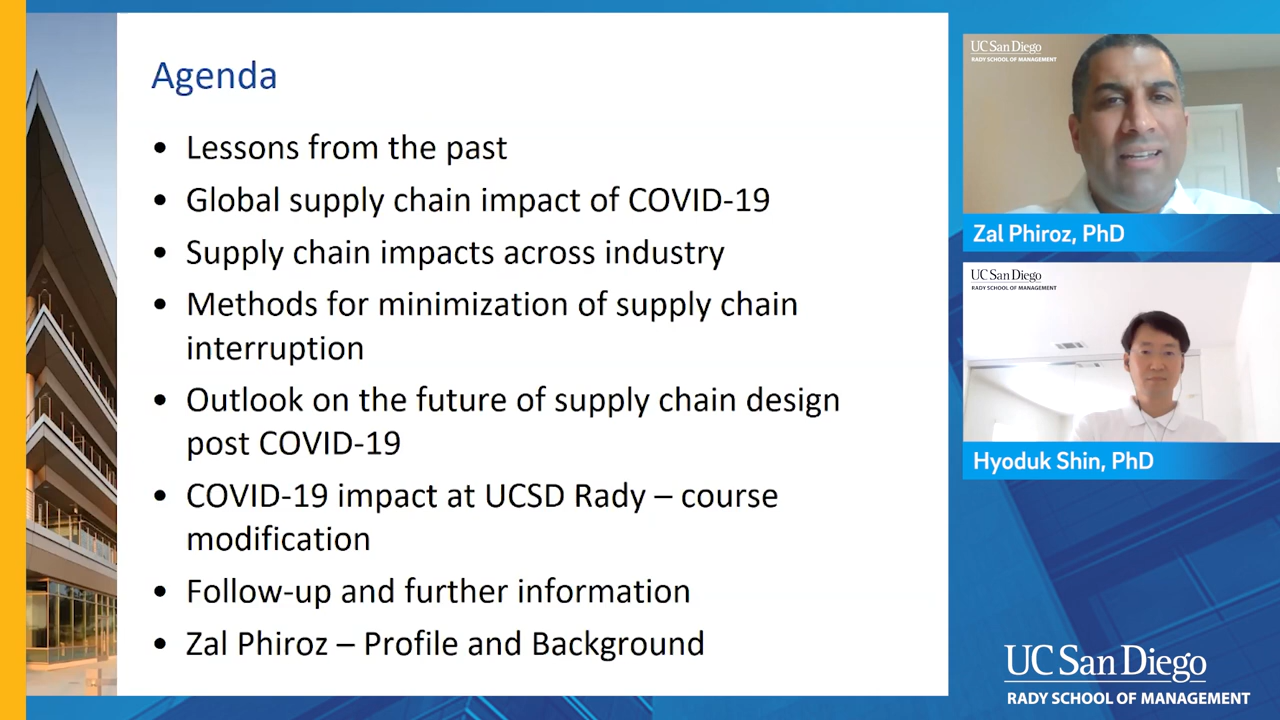 Agenda
• Lessons from the past
• Global supply chain impact of COVID-19
• Supply chain impacts across industry
• Methods for minimization of supply chain
interruption
• Outlook on the future of supply chain design
post COVID-19
• COVID-19 impact at UCSD Rady – course
modification
• Follow-up and further information
• Zal Phiroz – Profile and Background
UC San Diego
RADY SCHOOL OF MANAGEMENT
Zal Phiroz, PhD
UC San Diego
RADY SCHOOL OF MANAGEMENT
Hyoduk Shin, PhD
UC San Diego
RADY SCHOOL OF MANAGEMENT